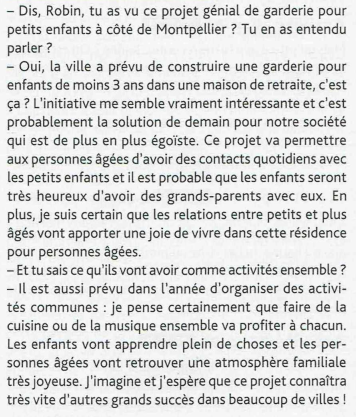 – Dis, Robin, tu as vu ce projet génial de garderie pour
petits enfants à côté de Montpellier ? Tu en as entendu
parler ?
– Oui, la ville a prévu de construire une garderie pour
enfants de moins 3 ans dans une maison de retraite, c'est
ça ? L'initiative me semble vraiment intéressante et c'est
probablement la solution de demain pour notre société
qui est de plus en plus égoïste. Ce projet va permettre
aux personnes âgées d'avoir des contacts quotidiens avec
les petits enfants et il est probable que les enfants seront
très heureux d'avoir des grands-parents avec eux. En
plus, je suis certain que les relations entre petits et plus
âgés vont apporter une joie de vivre dans cette résidence
pour personnes âgées.
– Et tu sais ce qu'ils vont avoir comme activités ensemble ?
– Il est aussi prévu dans l'année d'organiser des activi-
tés communes : je pense certainement que faire de la
cuisine ou de la musique ensemble va profiter à chacun.
Les enfants vont apprendre plein de choses et les per-
sonnes âgées vont retrouver une atmosphère familiale
très joyeuse. J'imagine et j'espère que ce projet connaîtra
très vite d'autres grands succès dans beaucoup de villes !